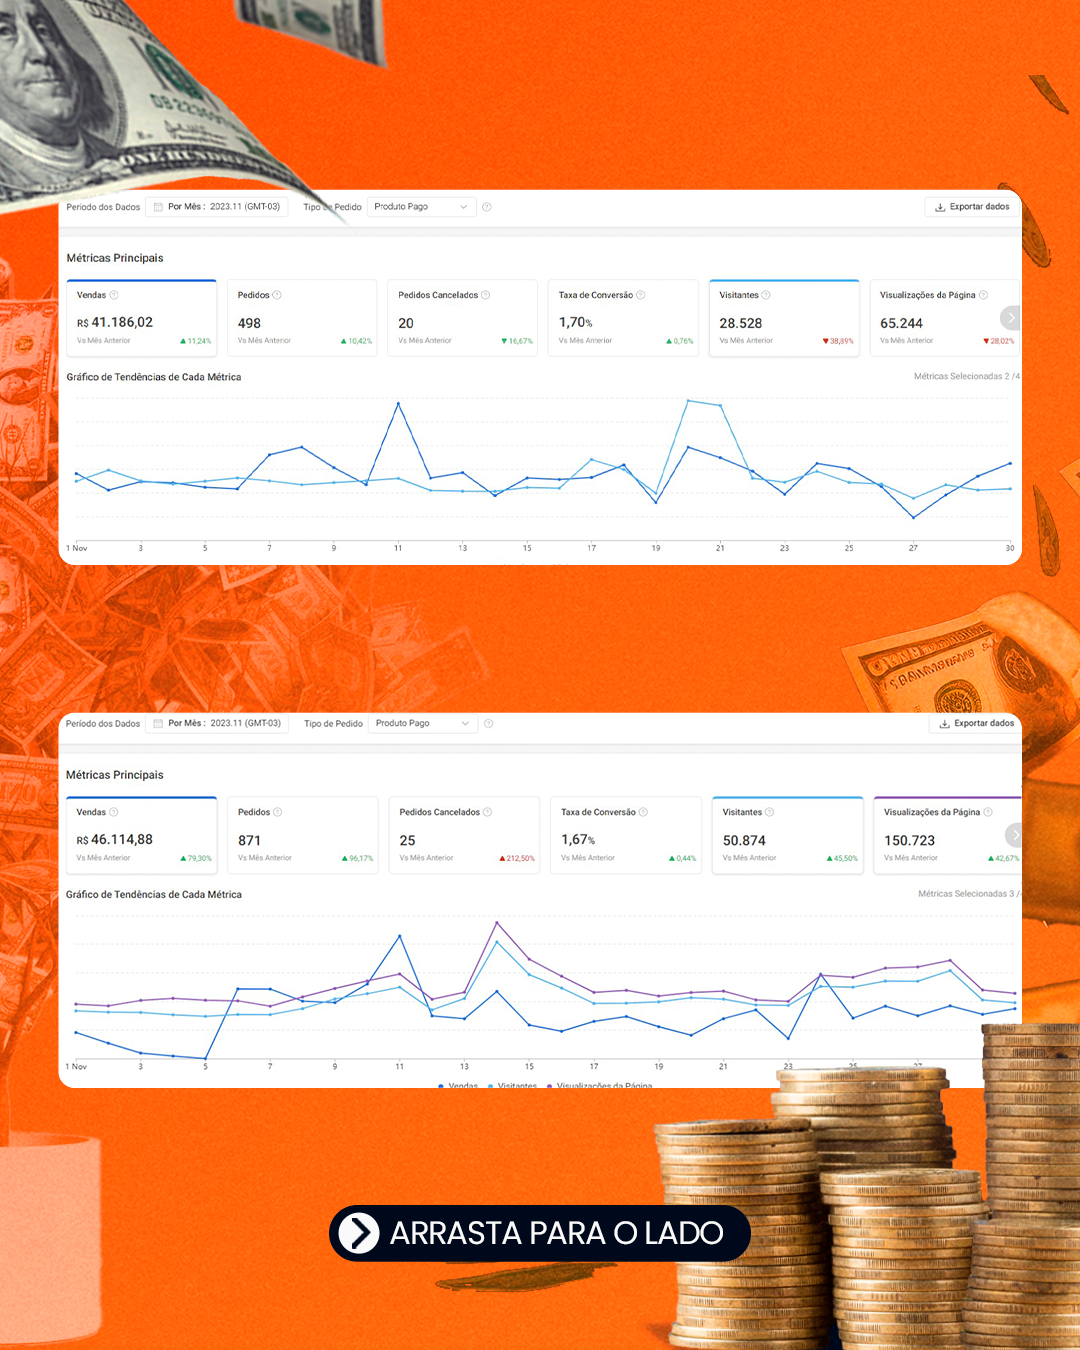 Período dos Dados Por Mês : 2023.11 (GMT-03) Tipo de Pedido Produto Pago Exportar dados
Métricas Principais
Vendas Pedidos Pedidos Cancelados Taxa de Conversão Visitantes Visualizações da Página
R$ 41.186,02 498 20 1,70% 28.528 65.244
Vs Mês Anterior ▲11,24% Vs Mês Anterior ▲10,42% Vs Mês Anterior ▼16,67% Vs Mês Anterior ▲0,76% Vs Mês Anterior ▼38,89% Vs Mês Anterior ▼28,02%
Gráfico de Tendências de Cada Métrica Métricas Selecionadas 2 /4
1 Nov 3 5 7 9 11 13 15 17 19 21 23 25 27 30
Período dos Dados Por Mês : 2023.11 (GMT-03) Tipo de Pedido Produto Pago Exportar dados
Métricas Principais
Vendas Pedidos Pedidos Cancelados Taxa de Conversão Visitantes Visualizações da Página
R$ 46.114,88 871 25 1,67% 50.874 150.723
Vs Mês Anterior ▲79,30% Vs Mês Anterior ▲96,17% Vs Mês Anterior ▲212,50% Vs Mês Anterior ▲0,44% Vs Mês Anterior ▲45,50% Vs Mês Anterior ▲42,67%
Gráfico de Tendências de Cada Métrica Métricas Selecionadas 3 /
1 Nov 3 5 7 9 11 13 15 17 19 21 23 25 27
Vendas Visitantes Visualizações da Página
ARRASTA PARA O LADO